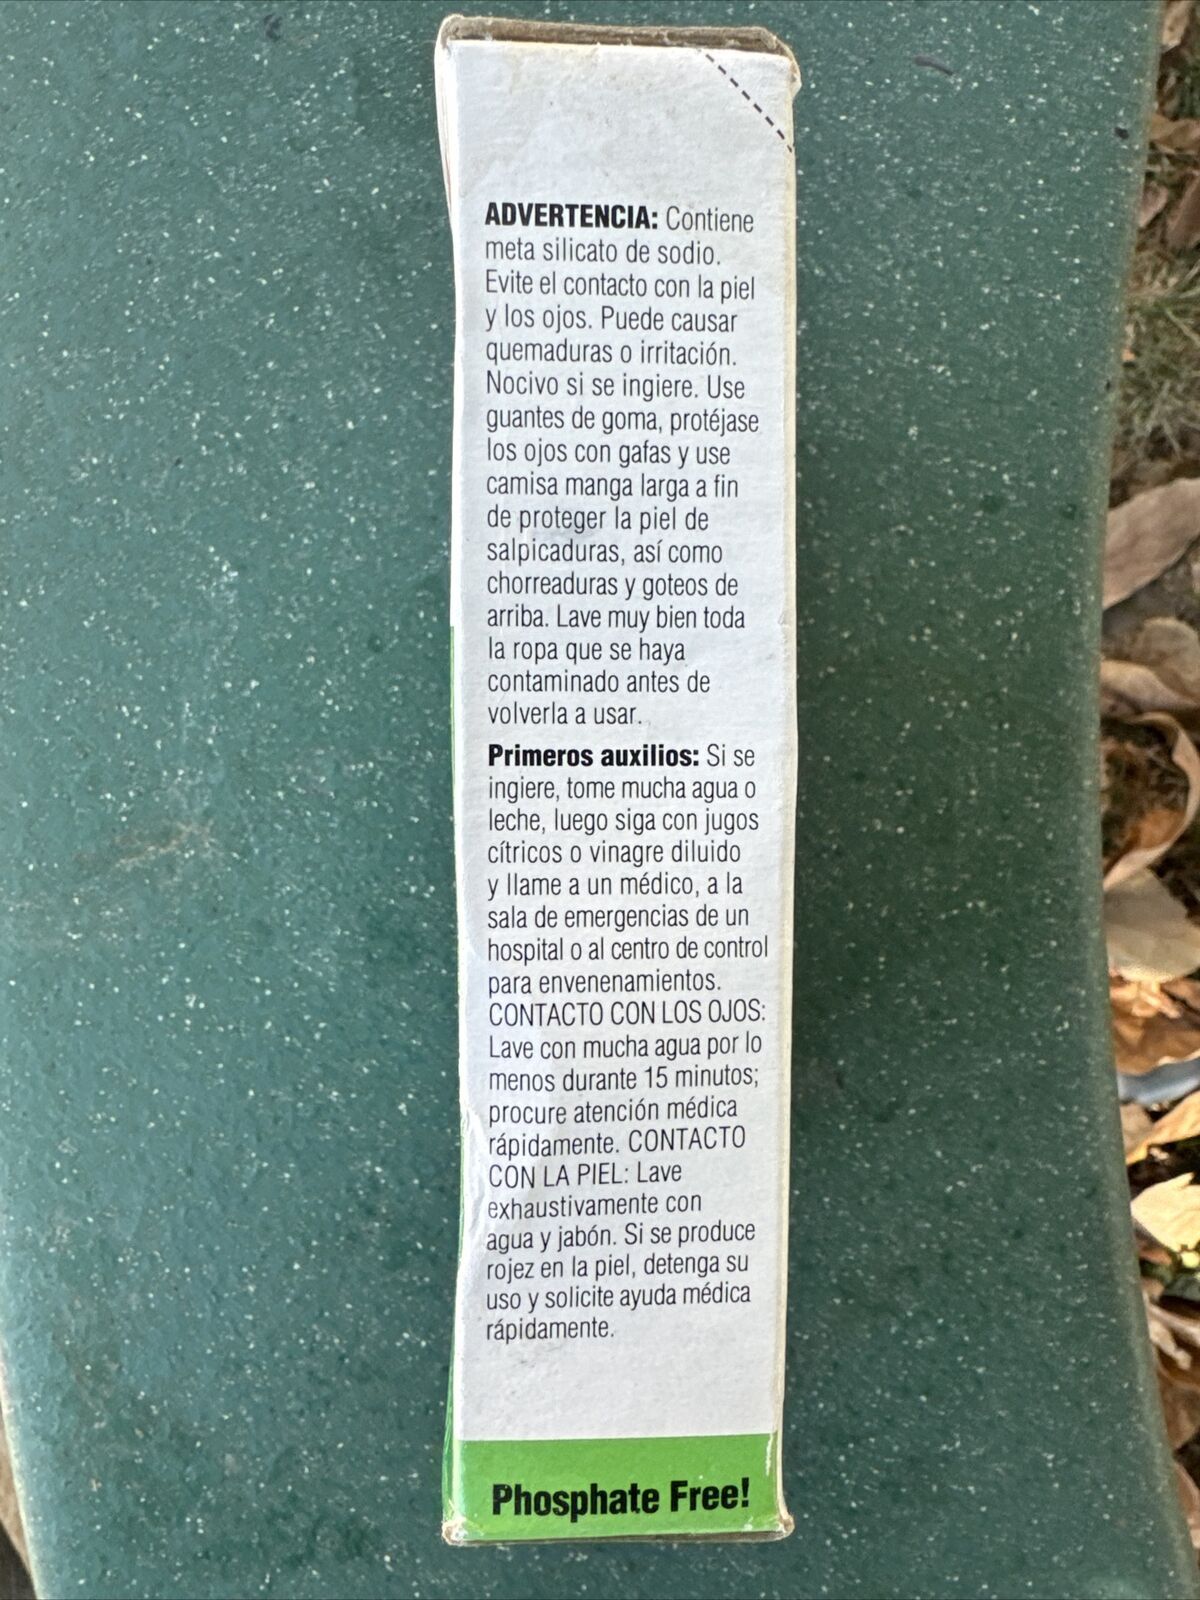 ADVERTENCIA: Contiene
meta silicato de sodio.
Evite el contacto con la piel
y los ojos. Puede causar
quemaduras o irritación.
Nocivo si se ingiere. Use
guantes de goma, protéjase
los ojos con gafas y use
camisa manga larga a fin
de proteger la piel de
salpicaduras, así como
chorreaduras y goteos de
arriba. Lave muy bien toda
la ropa que se haya
contaminado antes de
volverla a usar.
Primeros auxilios: Si se
ingiere, tome mucha agua o
leche, luego siga con jugos
cítricos o vinagre diluido
y llame a un médico, a la
sala de emergencias de un
hospital o al centro de control
para envenenamientos.
CONTACTO CON LOS OJOS:
Lave con mucha agua por lo
menos durante 15 minutos;
procure atención médica
rápidamente. CONTACTO
CON LA PIEL: Lave
exhaustivamente con
agua y jabón. Si se produce
rojez en la piel, detenga su
uso y solicite ayuda médica
rápidamente.
Phosphate Free!